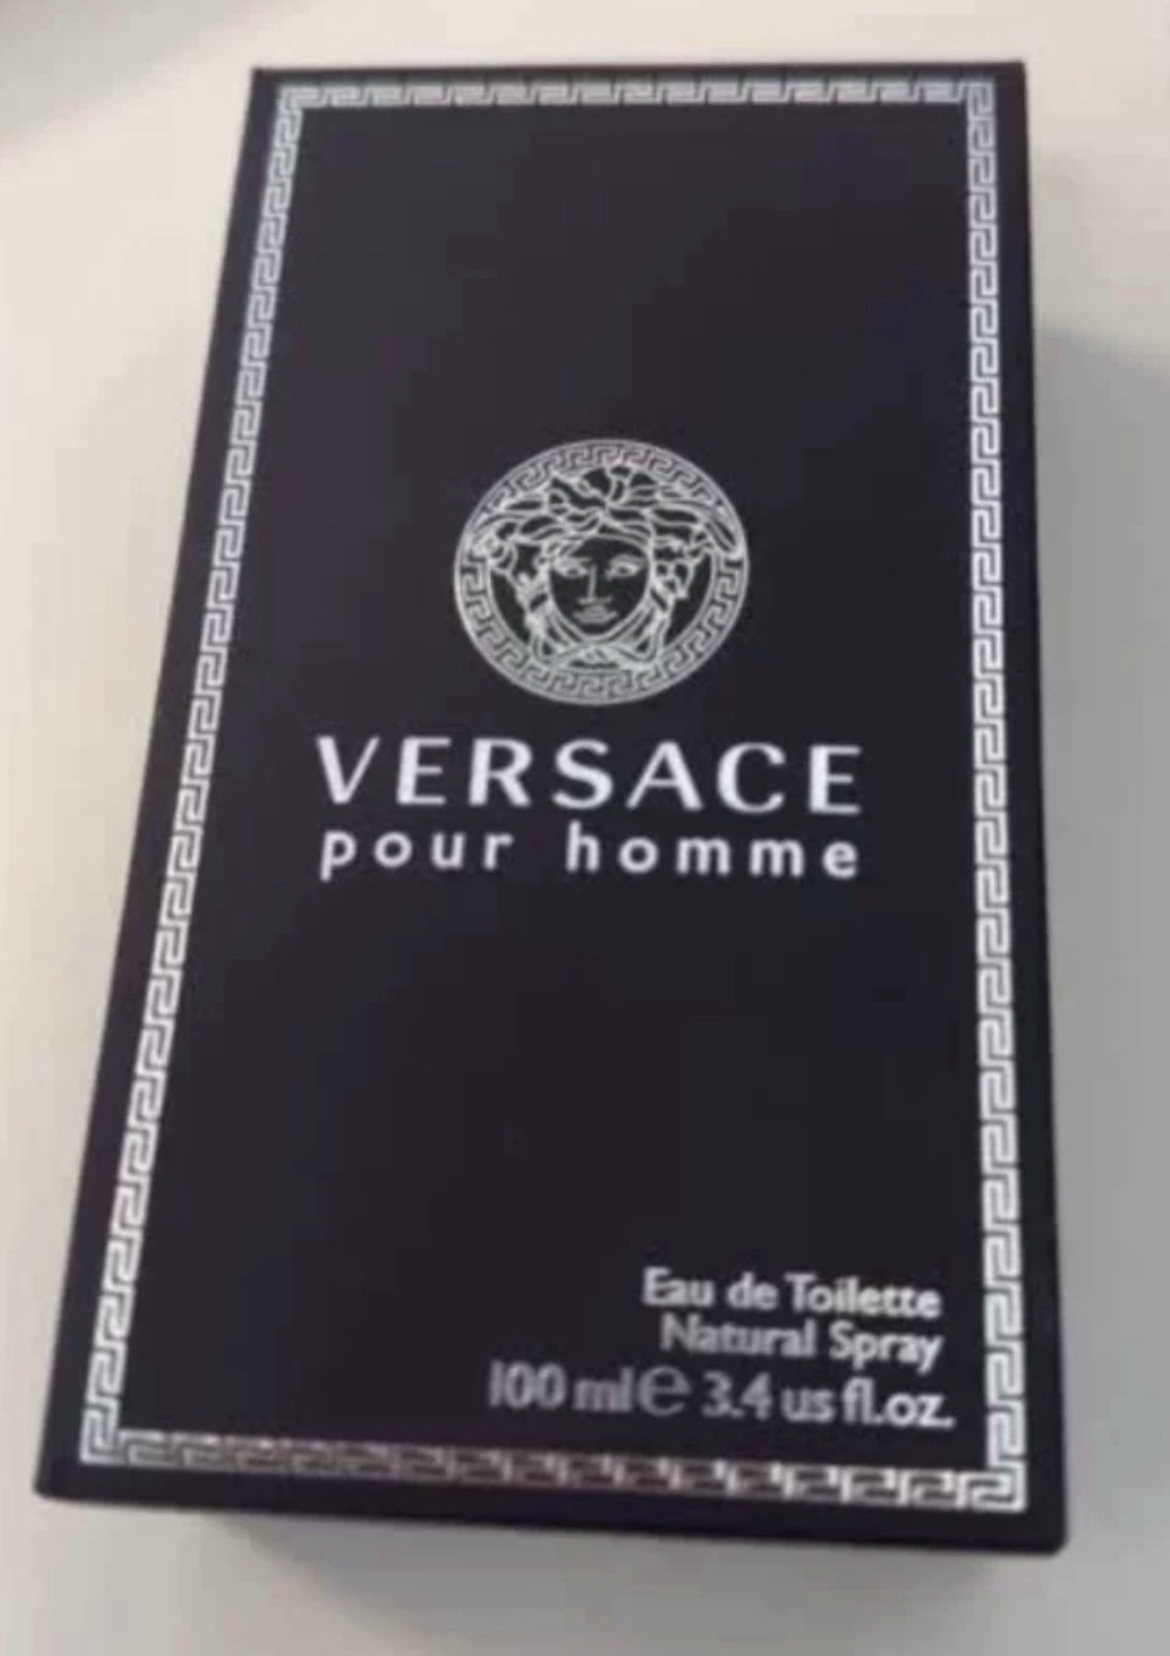 VERSACE
pour homme
Eau de Toilette
Natural Spray
100 ml ℮ 3.4 us fl.oz.